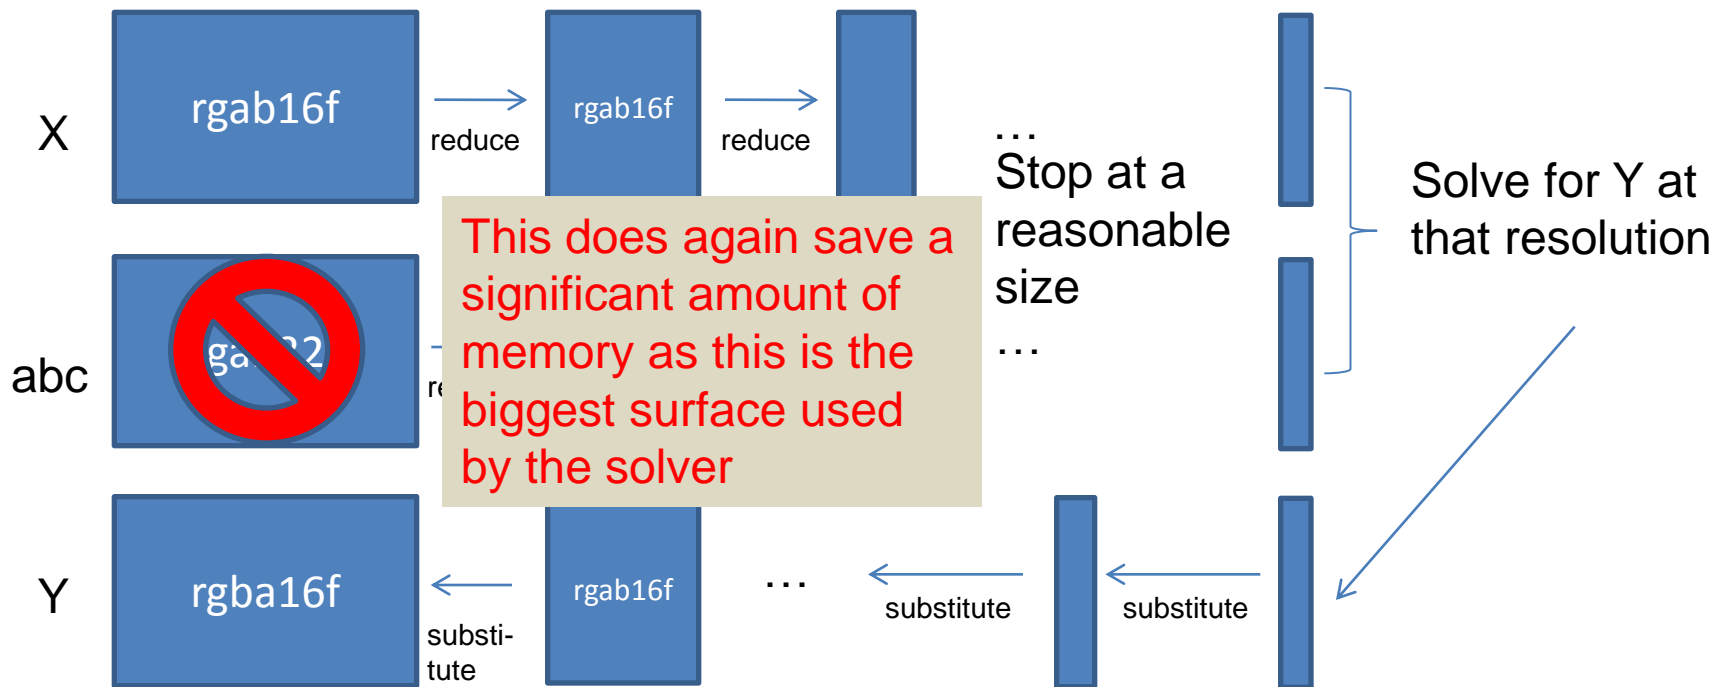 X
rgab16f
reduce
rgab16f
reduce
...
Stop at a
reasonable
size
...
Solve for Y at
that resolution
abc
This does again save a
significant amount of
memory as this is the
biggest surface used
by the solver
Y
rgba16f
substi-
tute
rgab16f
...
substitute
substitute